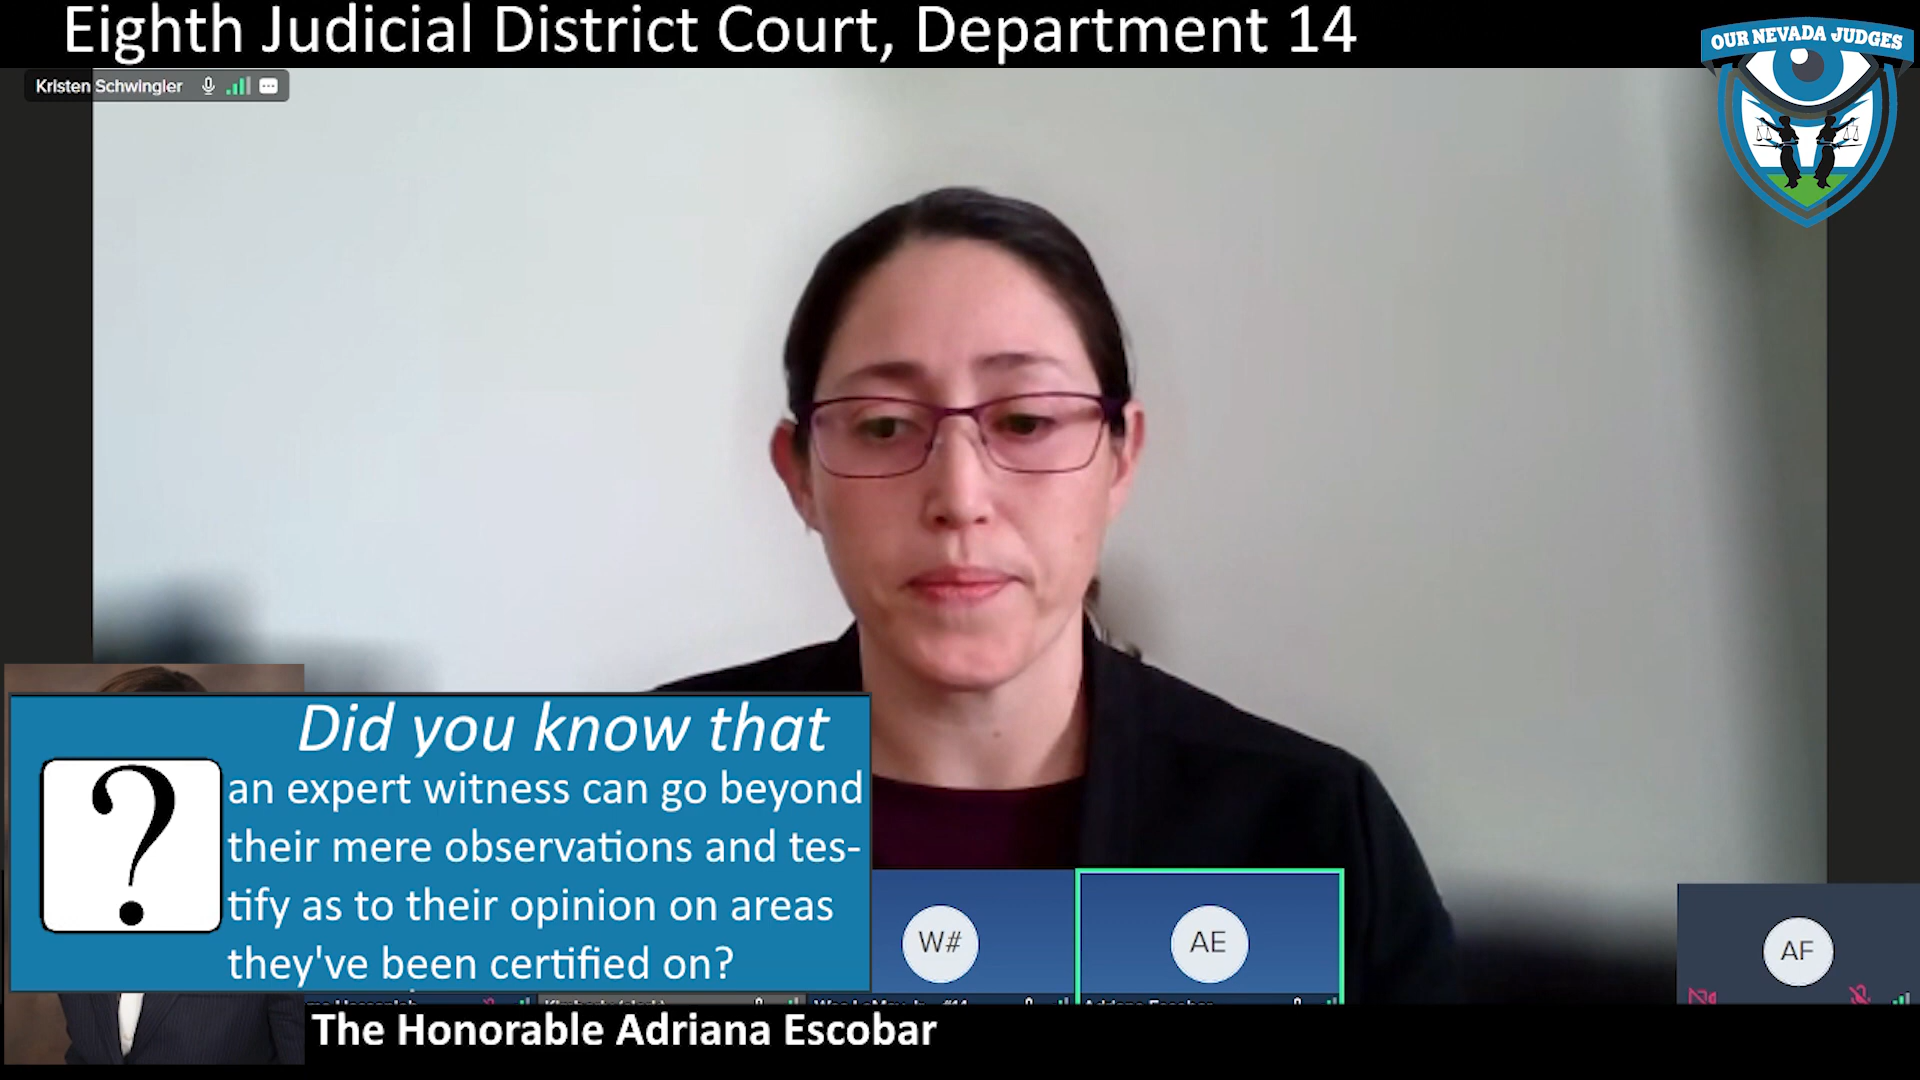 Eighth Judicial District Court, Department 14
OUR NEVADA JUDGES
Kristen Schwingler
Did you know that
an expert witness can go beyond
their mere observations and tes-
tify as to their opinion on areas
they've been certified on?
?
W#
AE
AF
Adriana Escobar
The Honorable Adriana Escobar